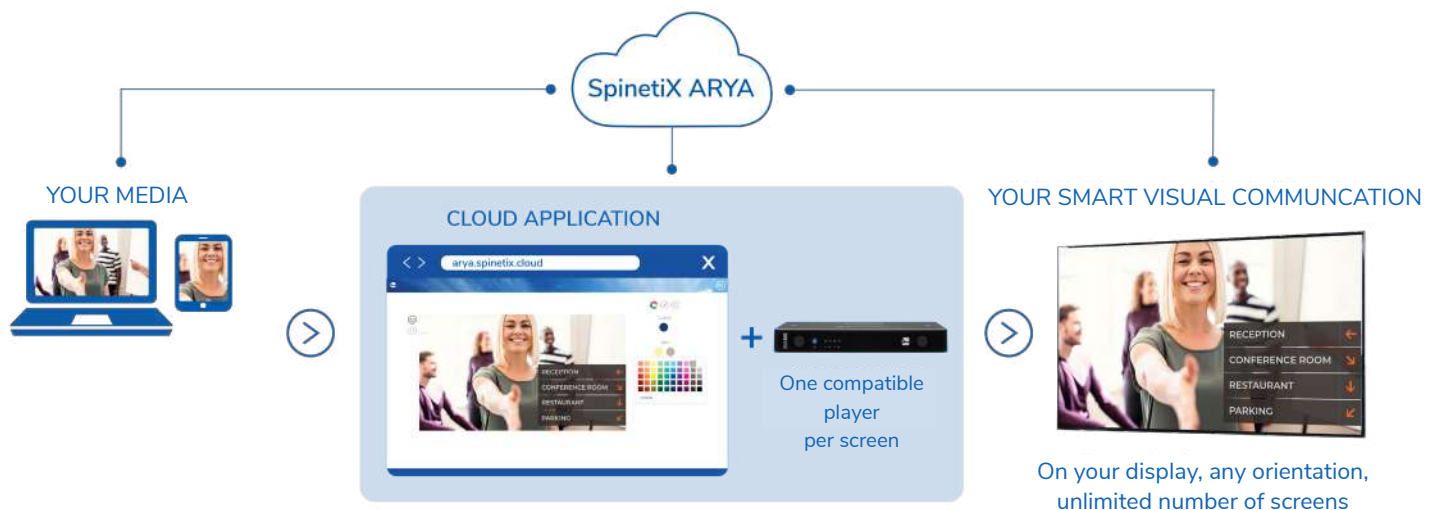 SpinetiX ARYA
YOUR MEDIA
CLOUD APPLICATION
arya.spinetix.cloud
X
RECEPTION
CONFERENCE ROOM
RESTAURANT
PARKING
+
One compatible
player
per screen
YOUR SMART VISUAL COMMUNCATION
RECEPTION
CONFERENCE ROOM
RESTAURANT
PARKING
On your display, any orientation,
unlimited number of screens